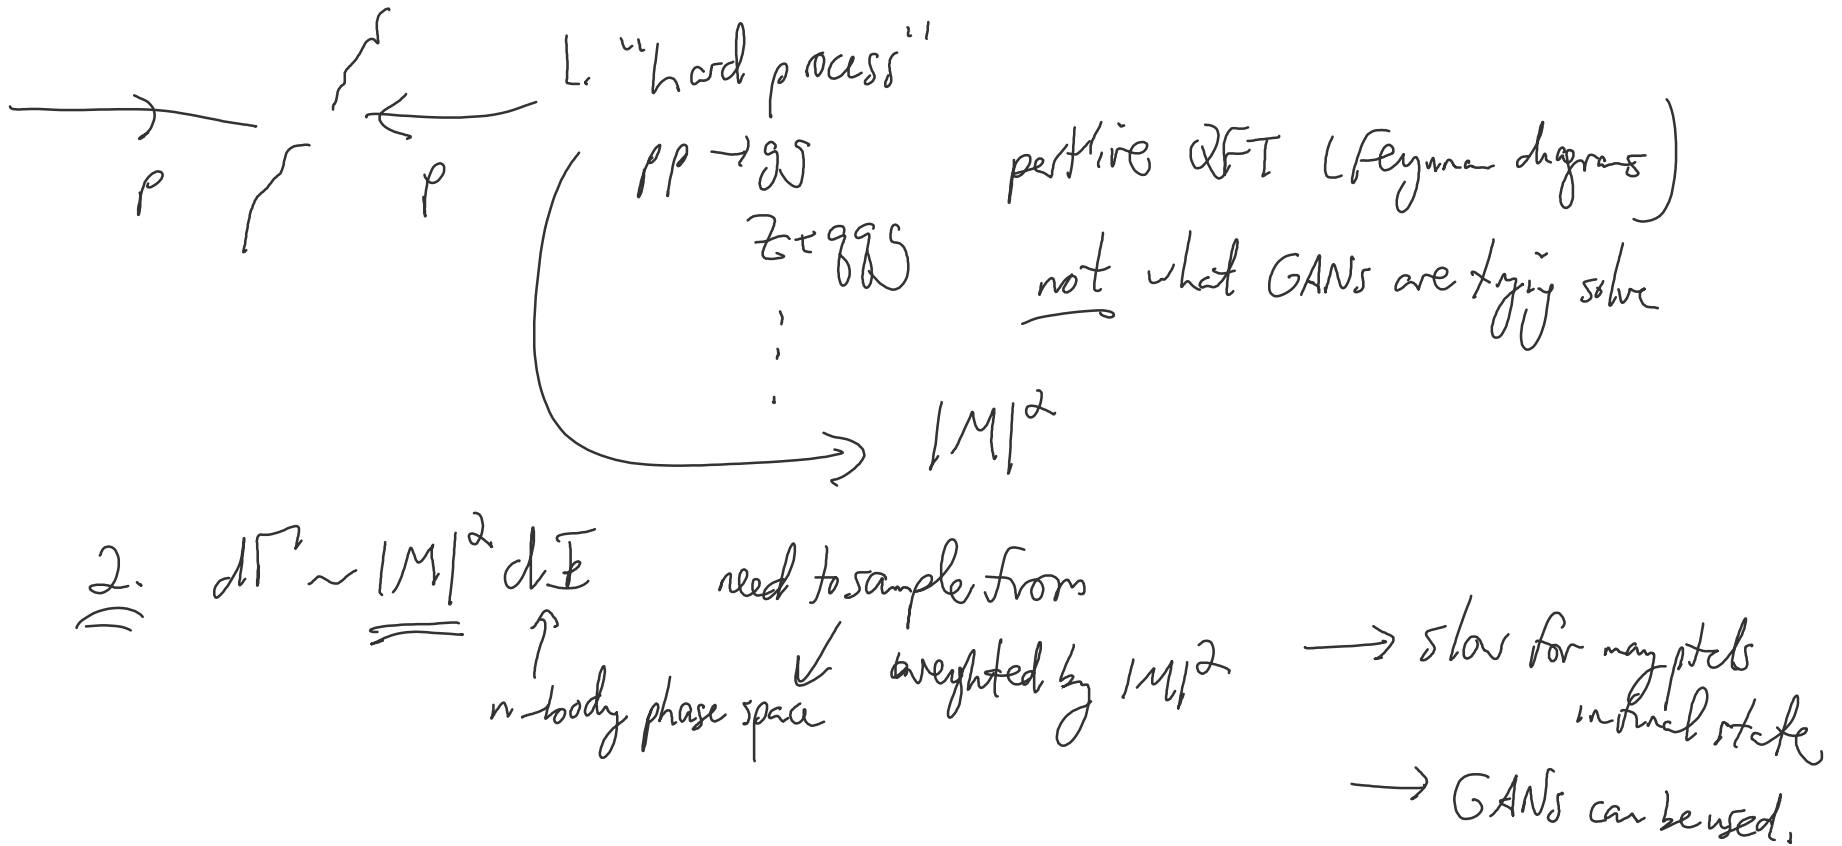 1. "hard process"
p p
pp → gg
pert'ive QFT (Feynman diagrams)
Z + qqg
not what GANs are trying solve
|M|²
2. dΓ ~ |M|² dΦ
need to sample from
n-body phase space
weighted by |M|²
→ slow for many ptcls
in final state
→ GANs can be used.